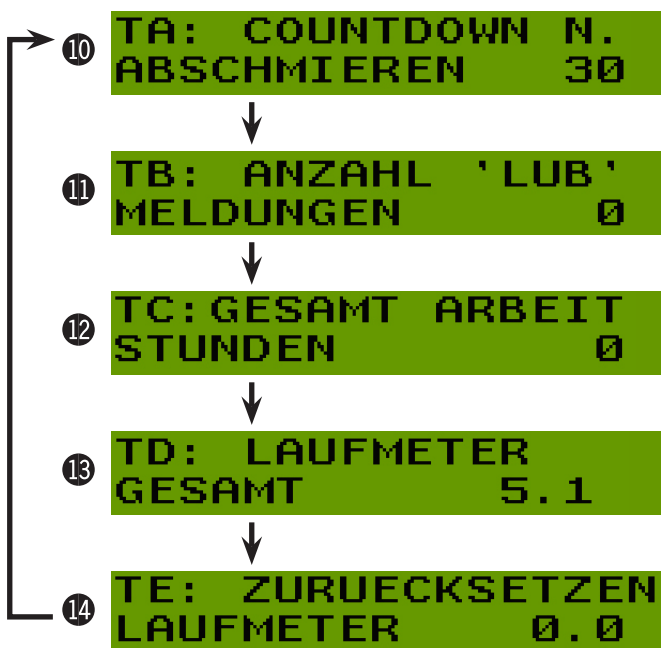 ⓾ TA: COUNTDOWN N.
ABSCHMIEREN 30
⓫ TB: ANZAHL 'LUB'
MELDUNGEN 0
⓬ TC:GESAMT ARBEIT
STUNDEN 0
⓭ TD: LAUFMETER
GESAMT 5.1
⓮ TE: ZURUECKSETZEN
LAUFMETER 0.0